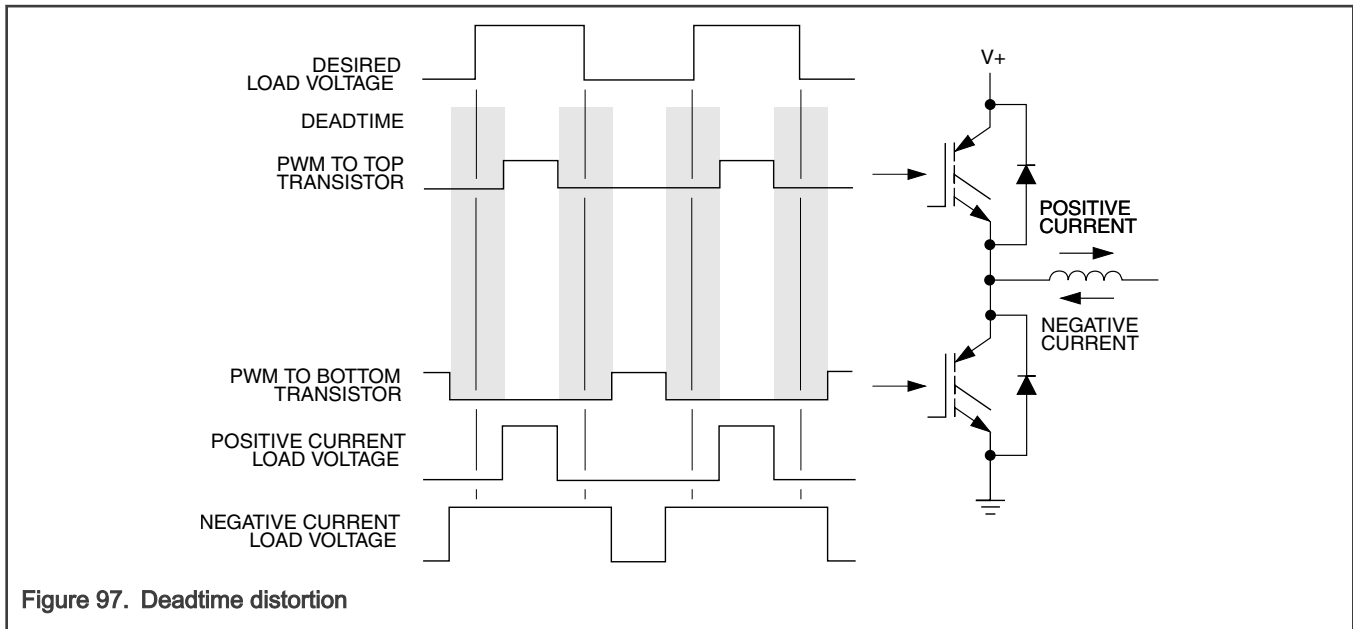 DESIRED
LOAD VOLTAGE
DEADTIME
PWM TO TOP
TRANSISTOR
PWM TO BOTTOM
TRANSISTOR
POSITIVE CURRENT
LOAD VOLTAGE
NEGATIVE CURRENT
LOAD VOLTAGE
V+
POSITIVE
CURRENT
NEGATIVE
CURRENT
Figure 97. Deadtime distortion